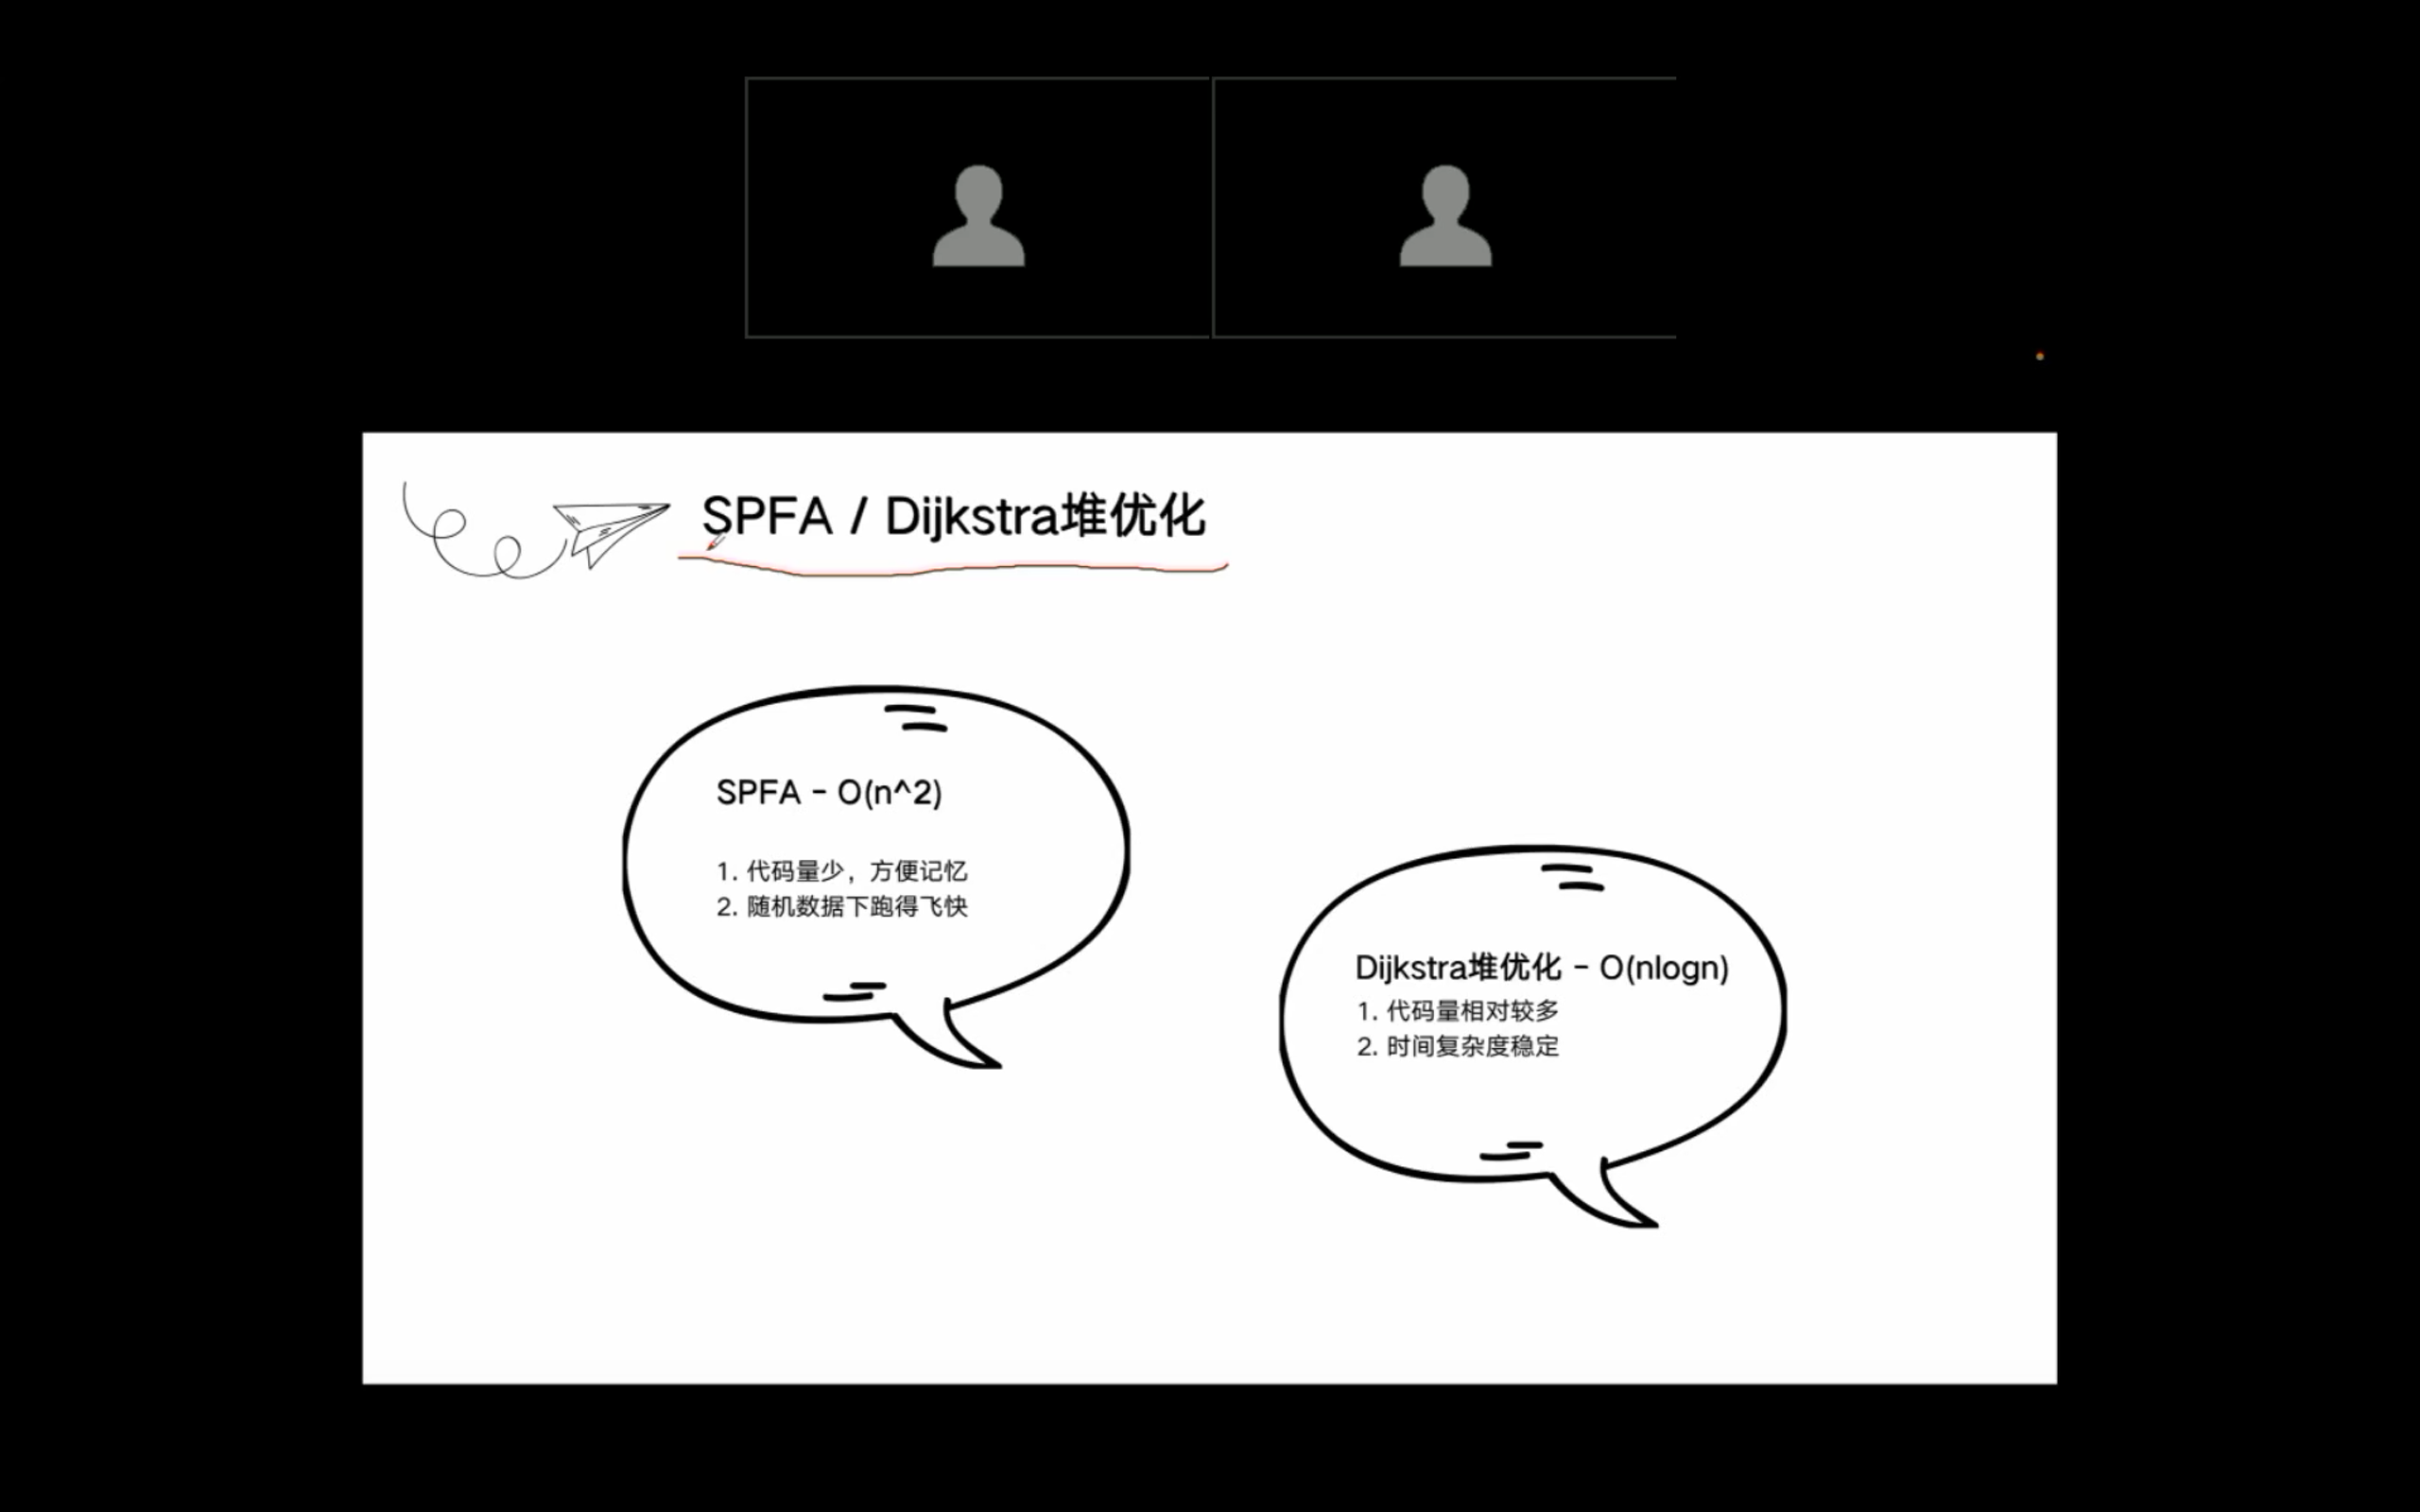 SPFA / Dijkstra堆优化
SPFA - O(n^2)
1. 代码量少，方便记忆
2. 随机数据下跑得飞快
Dijkstra堆优化 - O(nlogn)
1. 代码量相对较多
2. 时间复杂度稳定